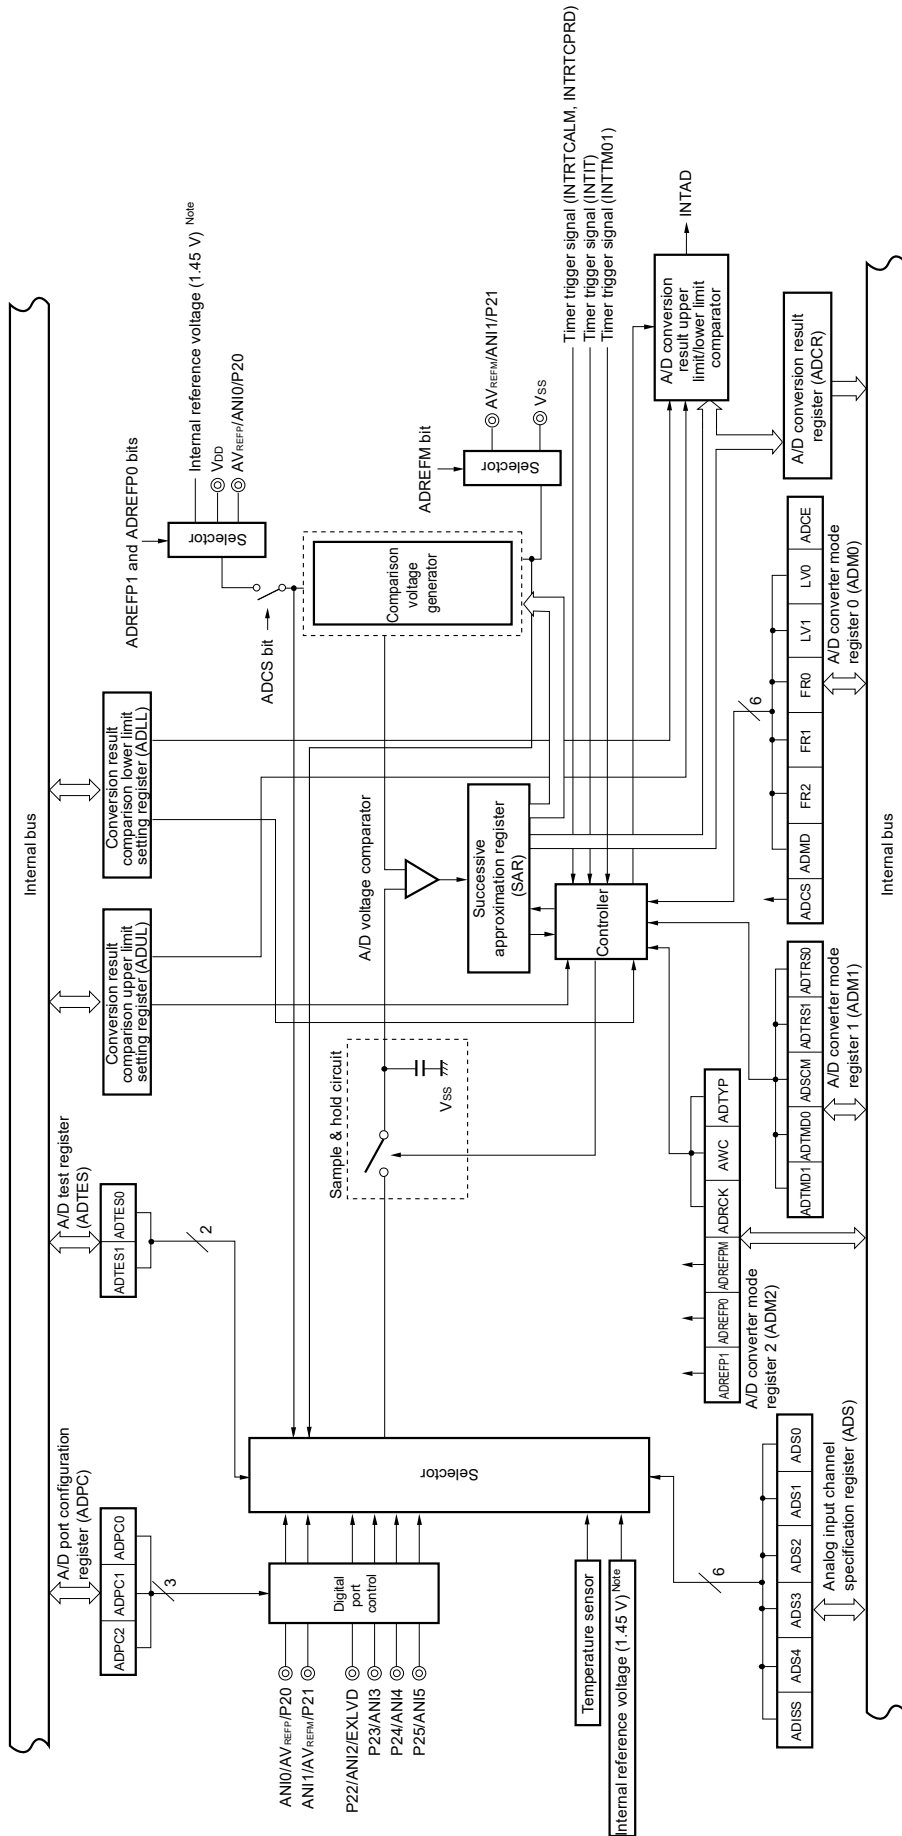 Internal bus
A/D port configuration
register (ADPC)
ADPC2 ADPC1 ADPC0
3
A/D test register
(ADTES)
ADTES1 ADTES0
2
Conversion result
comparison upper limit
setting register (ADUL)
Conversion result
comparison lower limit
setting register (ADLL)
ADREFP1 and ADREFP0 bits
Selector
Internal reference voltage (1.45 V) Note
VDD
AVREFP/ANI0/P20
ADCS bit
Comparison
voltage
generator
ADREFM bit
Selector
AVREFM/ANI1/P21
VSS
ANI0/AVREFP/P20
ANI1/AVREFM/P21
P22/ANI2/EXLVD
P23/ANI3
P24/ANI4
P25/ANI5
Digital
port
control
Selector
Sample & hold circuit
VSS
A/D voltage comparator
Successive
approximation register
(SAR)
Controller
Timer trigger signal (INTRTCALM, INTRTCPRD)
Timer trigger signal (INTIT)
Timer trigger signal (INTTM01)
A/D conversion
result upper
limit/lower limit
comparator
INTAD
Temperature sensor
Internal reference voltage (1.45 V) Note
6
ADISS ADS4 ADS3 ADS2 ADS1 ADS0
Analog input channel
specification register (ADS)
ADREFP1 ADREFP0 ADREFPM ADRCK AWC ADTYP
A/D converter mode
register 2 (ADM2)
ADTMD1 ADTMD0 ADSCM ADTRS1 ADTRS0
A/D converter mode
register 1 (ADM1)
6
ADCS ADMD FR2 FR1 FR0 LV1 LV0 ADCE
A/D converter mode
register 0 (ADM0)
A/D conversion result
register (ADCR)
Internal bus